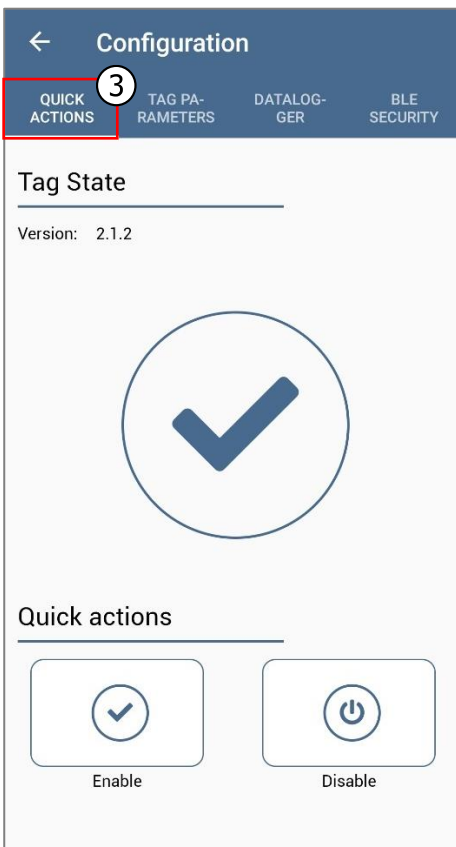 Configuration
3
QUICK
ACTIONS
TAG PA-
RAMETERS
DATALOG-
GER
BLE
SECURITY
Tag State
Version: 2.1.2
Quick actions
Enable
Disable